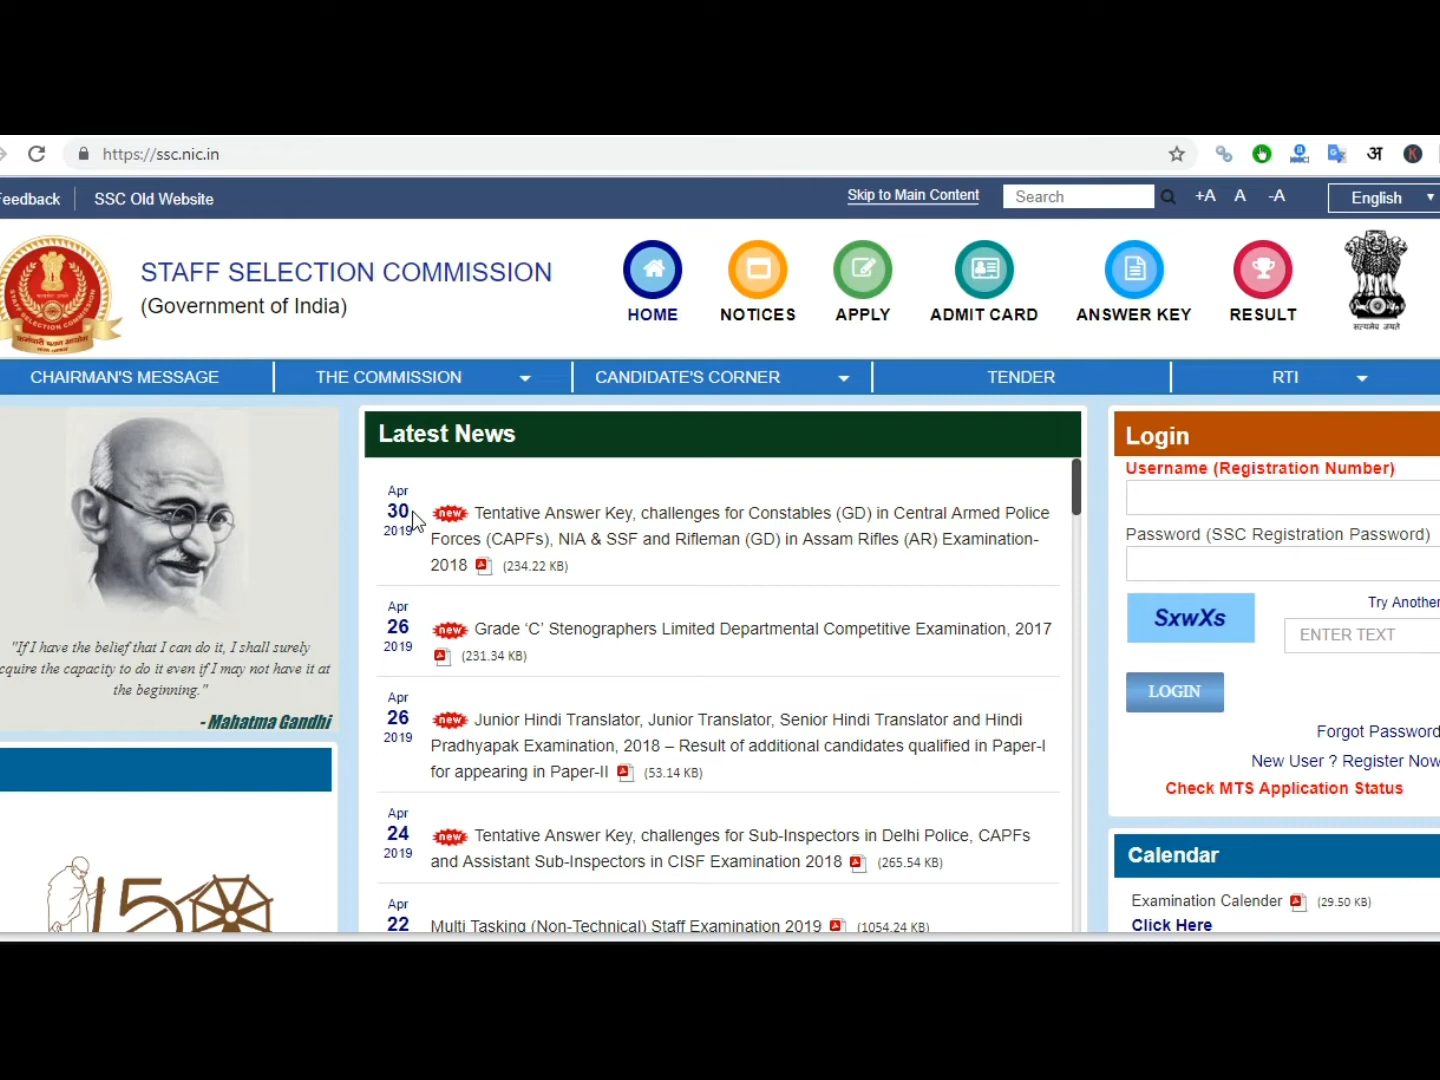 https://ssc.nic.in
Feedback
SSC Old Website
Skip to Main Content
Search
+A A -A
English
STAFF SELECTION COMMISSION
(Government of India)
HOME
NOTICES
APPLY
ADMIT CARD
ANSWER KEY
RESULT
सत्यमेव जयते
CHAIRMAN'S MESSAGE
THE COMMISSION
CANDIDATE'S CORNER
TENDER
RTI
"If I have the belief that I can do it, I shall surely
cquire the capacity to do it even if I may not have it at
the beginning."
- Mahatma Gandhi
150
Latest News
Apr
30
2019
new Tentative Answer Key, challenges for Constables (GD) in Central Armed Police
Forces (CAPFs), NIA & SSF and Rifleman (GD) in Assam Rifles (AR) Examination-
2018 (234.22 KB)
Apr
26
2019
new Grade ‘C’ Stenographers Limited Departmental Competitive Examination, 2017
(231.34 KB)
Apr
26
2019
new Junior Hindi Translator, Junior Translator, Senior Hindi Translator and Hindi
Pradhyapak Examination, 2018 – Result of additional candidates qualified in Paper-I
for appearing in Paper-II (53.14 KB)
Apr
24
2019
new Tentative Answer Key, challenges for Sub-Inspectors in Delhi Police, CAPFs
and Assistant Sub-Inspectors in CISF Examination 2018 (265.54 KB)
Apr
22
Multi Tasking (Non-Technical) Staff Examination 2019 (1054.24 KB)
Login
Username (Registration Number)
Password (SSC Registration Password)
SxwXs
Try Another
ENTER TEXT
LOGIN
Forgot Password
New User ? Register Now
Check MTS Application Status
Calendar
Examination Calender (29.50 KB)
Click Here